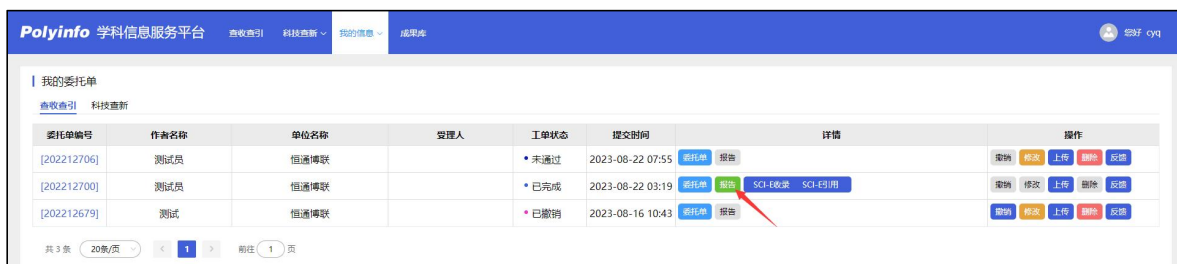 Polyinfo 学科信息服务平台 查收查引 科技查新 我的信息 成果库 您好 cyq
我的委托单
查收查引 科技查新
委托单编号 作者名称 单位名称 受理人 工单状态 提交时间 详情 操作
[202212706] 测试员 恒通博联 未通过 2023-08-22 07:55 委托单 报告 撤销 修改 上传 删除 反馈
[202212700] 测试员 恒通博联 已完成 2023-08-22 03:19 委托单 报告 SCI-E收录 SCI-E引用 撤销 修改 上传 删除 反馈
[202212679] 测试 恒通博联 已撤销 2023-08-16 10:43 委托单 报告 撤销 修改 上传 删除 反馈
共 3 条 20条/页 1 前往 1 页